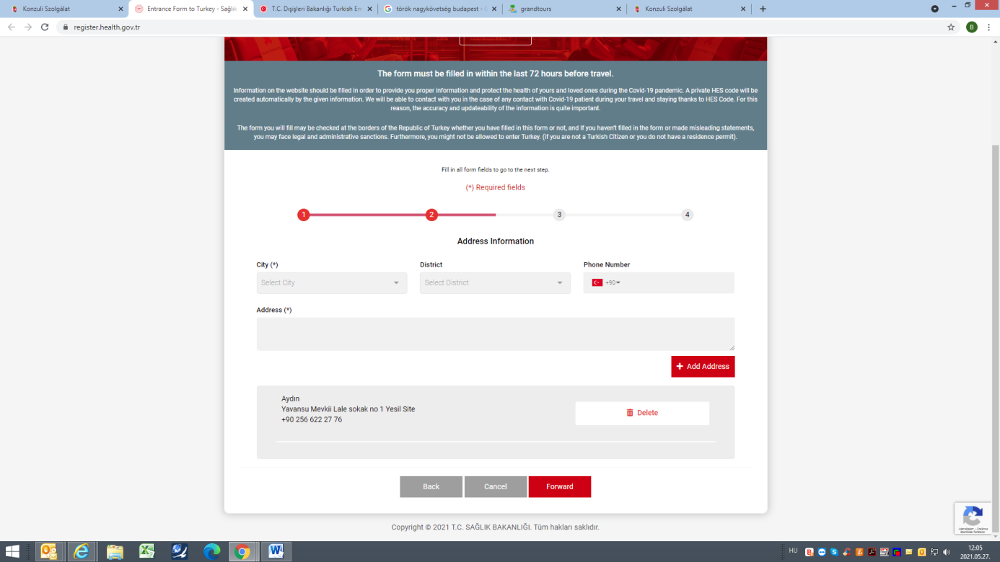 Konzuli Szolgálat
Entrance Form to Turkey - Sağlık
T.C. Dışişleri Bakanlığı Turkish Em
török nagykövetség budapest - G
grandtours
Konzuli Szolgálat
register.health.gov.tr
B
The form must be filled in within the last 72 hours before travel.
Information on the website should be filled in order to provide you proper information and protect the health of yours and loved ones during the Covid-19 pandemic. A private HES code will be
created automatically by the given information. We will be able to contact with you in the case of any contact with Covid-19 patient during your travel and staying thanks to HES Code. For this
reason, the accuracy and updateability of the information is quite important.
The form you will fill may be checked at the borders of the Republic of Turkey whether you have filled in this form or not, and If you haven't filled in the form or made misleading statements,
you may face legal and administrative sanctions. Furthermore, you might not be allowed to enter Turkey. (if you are not a Turkish Citizen or you do not have a residence permit).
Fill in all form fields to go to the next step.
(*) Required fields
1 2 3 4
Address Information
City (*) District Phone Number
Select City Select District +90
Address (*)
+ Add Address
Aydın
Yavansu Mevkii Lale sokak no 1 Yesil Site
+90 256 622 27 76
Delete
Back Cancel Forward
Copyright © 2021 T.C. SAĞLIK BAKANLIĞI. Tüm hakları saklıdır.
HU
12:05
2021.05.27.